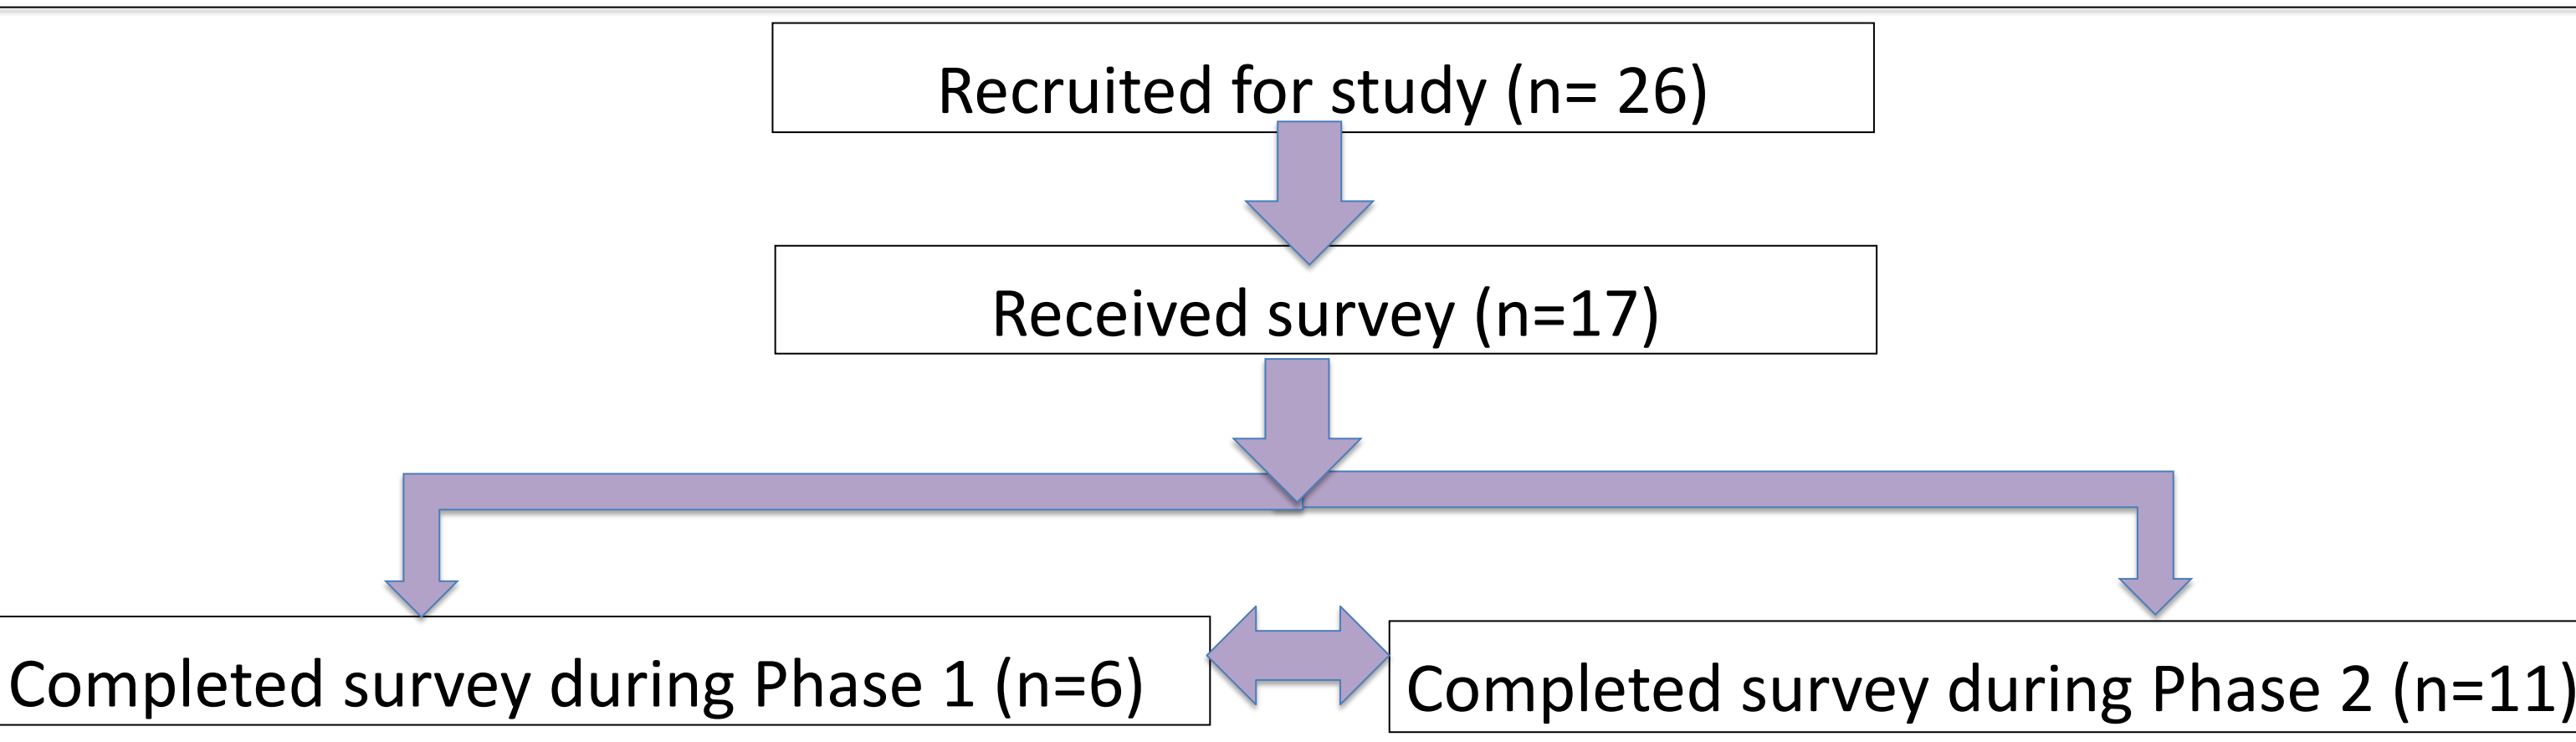 Recruited for study (n= 26)
Received survey (n=17)
Completed survey during Phase 1 (n=6)
Completed survey during Phase 2 (n=11)